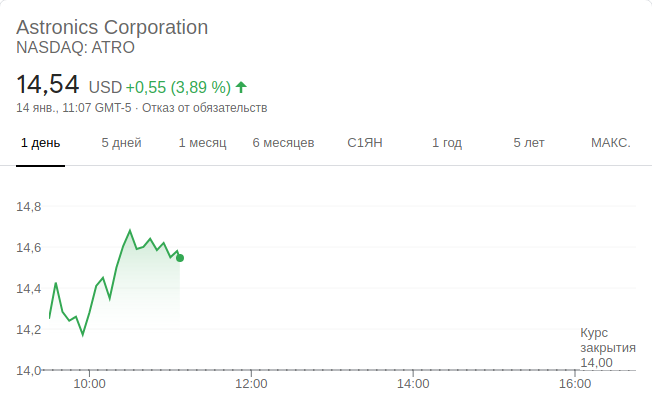 Astronics Corporation
NASDAQ: ATRO
14,54 USD +0,55 (3,89 %)
14 янв., 11:07 GMT-5 · Отказ от обязательств
1 день 5 дней 1 месяц 6 месяцев С1ЯН 1 год 5 лет МАКС.
14,8
14,6
14,4
14,2
14,0
Курс
закрытия
14,00
10:00 12:00 14:00 16:00